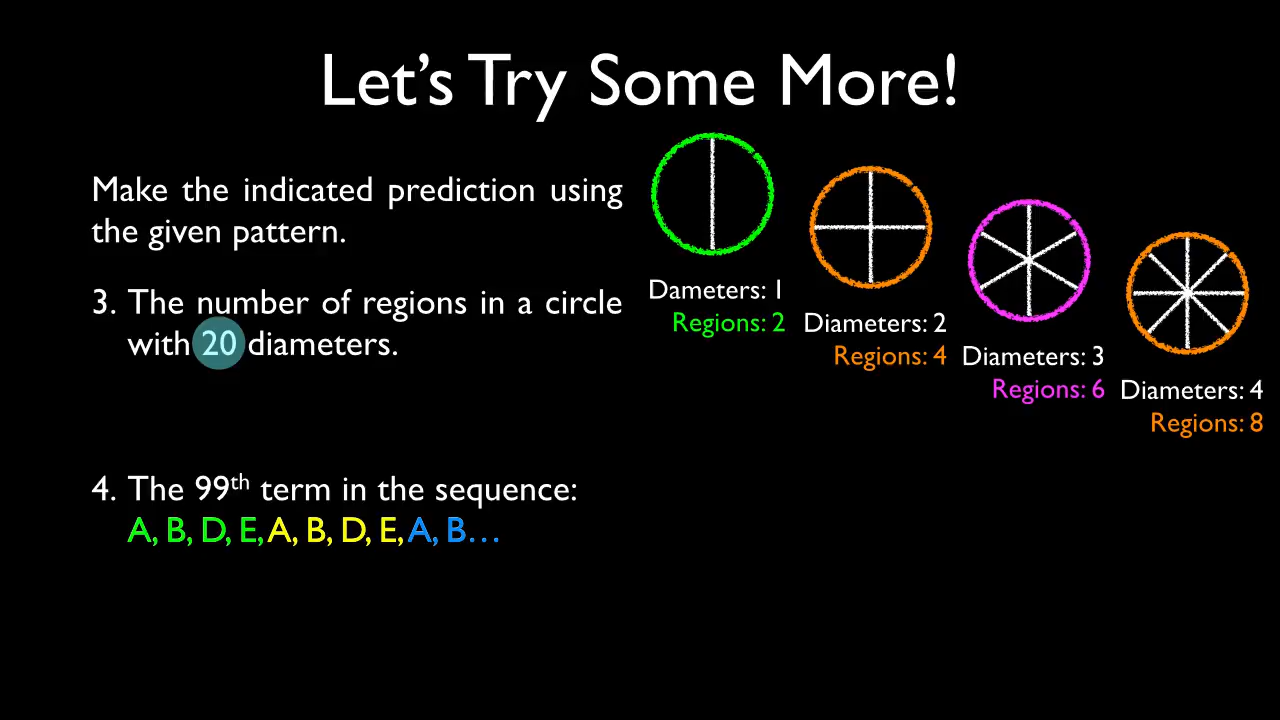 Let's Try Some More!
Make the indicated prediction using
the given pattern.
3. The number of regions in a circle
with 20 diameters.
Dameters: 1
Regions: 2
Diameters: 2
Regions: 4
Diameters: 3
Regions: 6
Diameters: 4
Regions: 8
4. The 99th term in the sequence:
A, B, D, E, A, B, D, E, A, B…